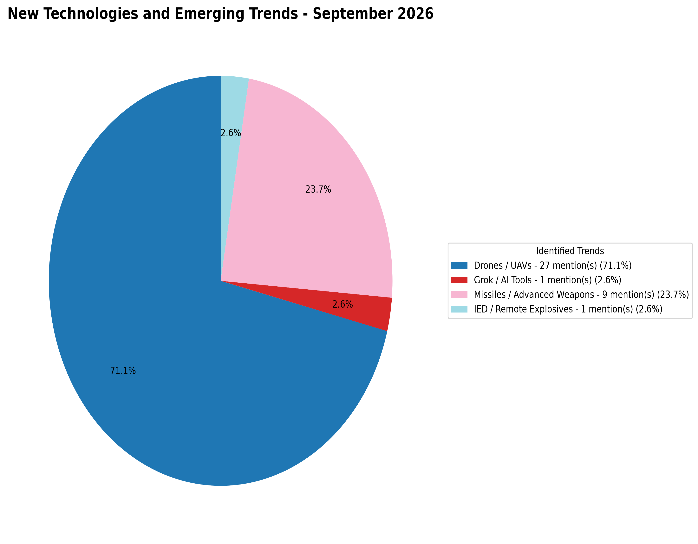 New Technologies and Emerging Trends - September 2026
2.6%
23.7%
2.6%
71.1%
Identified Trends
Drones / UAVs - 27 mention(s) (71.1%)
Grok / AI Tools - 1 mention(s) (2.6%)
Missiles / Advanced Weapons - 9 mention(s) (23.7%)
IED / Remote Explosives - 1 mention(s) (2.6%)